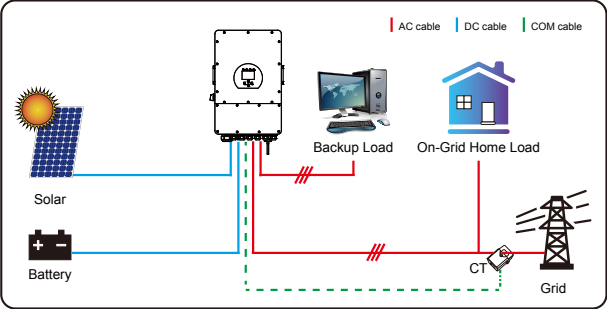 AC cable
DC cable
COM cable
Backup Load
On-Grid Home Load
Solar
Battery
CT
Grid